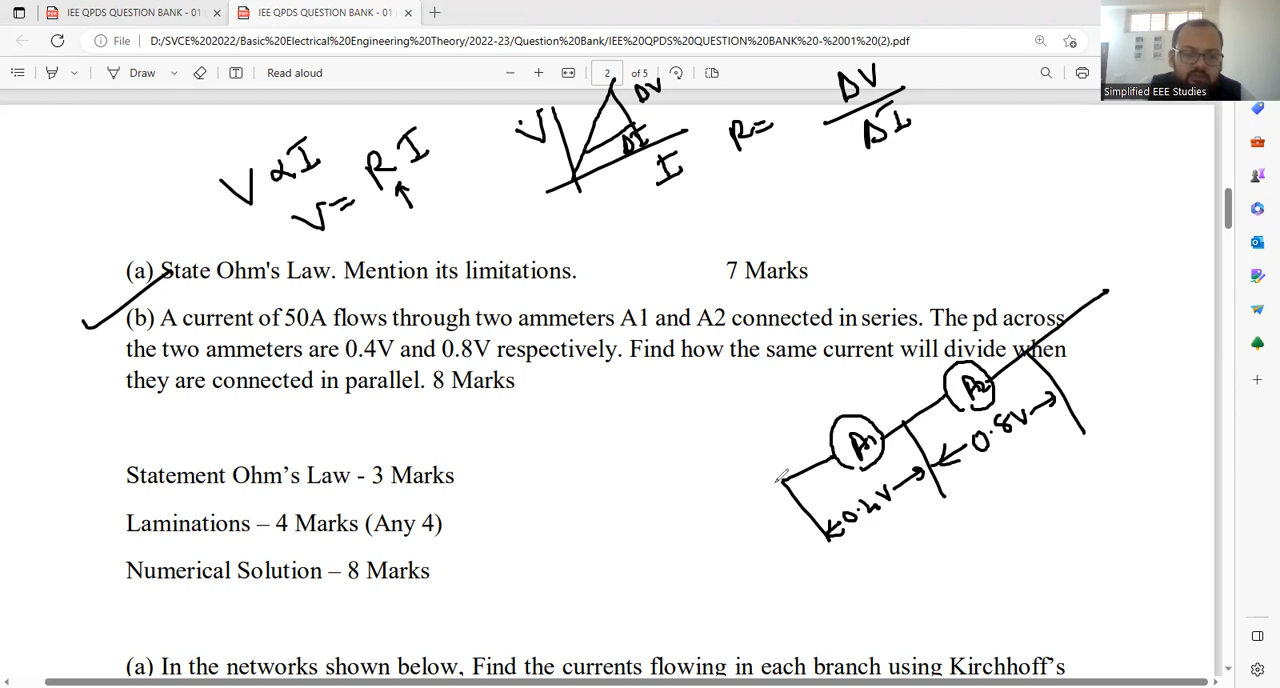 IEE QPDS QUESTION BANK - 01
IEE QPDS QUESTION BANK - 01
File
D:/SVCE%202022/Basic%20Electrical%20Engineering%20Theory/2022-23/Question%20Bank/IEE%20QPDS%20QUESTION%20BANK%20-%2001%20(2).pdf
Draw
Read aloud
2 of 5
Simplified EEE Studies
V ∝ I
V = R I
V
ΔV
ΔI
I
R = ΔV
ΔI
(a) State Ohm's Law. Mention its limitations. 7 Marks
(b) A current of 50A flows through two ammeters A1 and A2 connected in series. The pd across
the two ammeters are 0.4V and 0.8V respectively. Find how the same current will divide when
they are connected in parallel. 8 Marks
A2
0.8V
A1
Statement Ohm’s Law - 3 Marks
Laminations – 4 Marks (Any 4)
Numerical Solution – 8 Marks
(a) In the networks shown below, Find the currents flowing in each branch using Kirchhoff’s